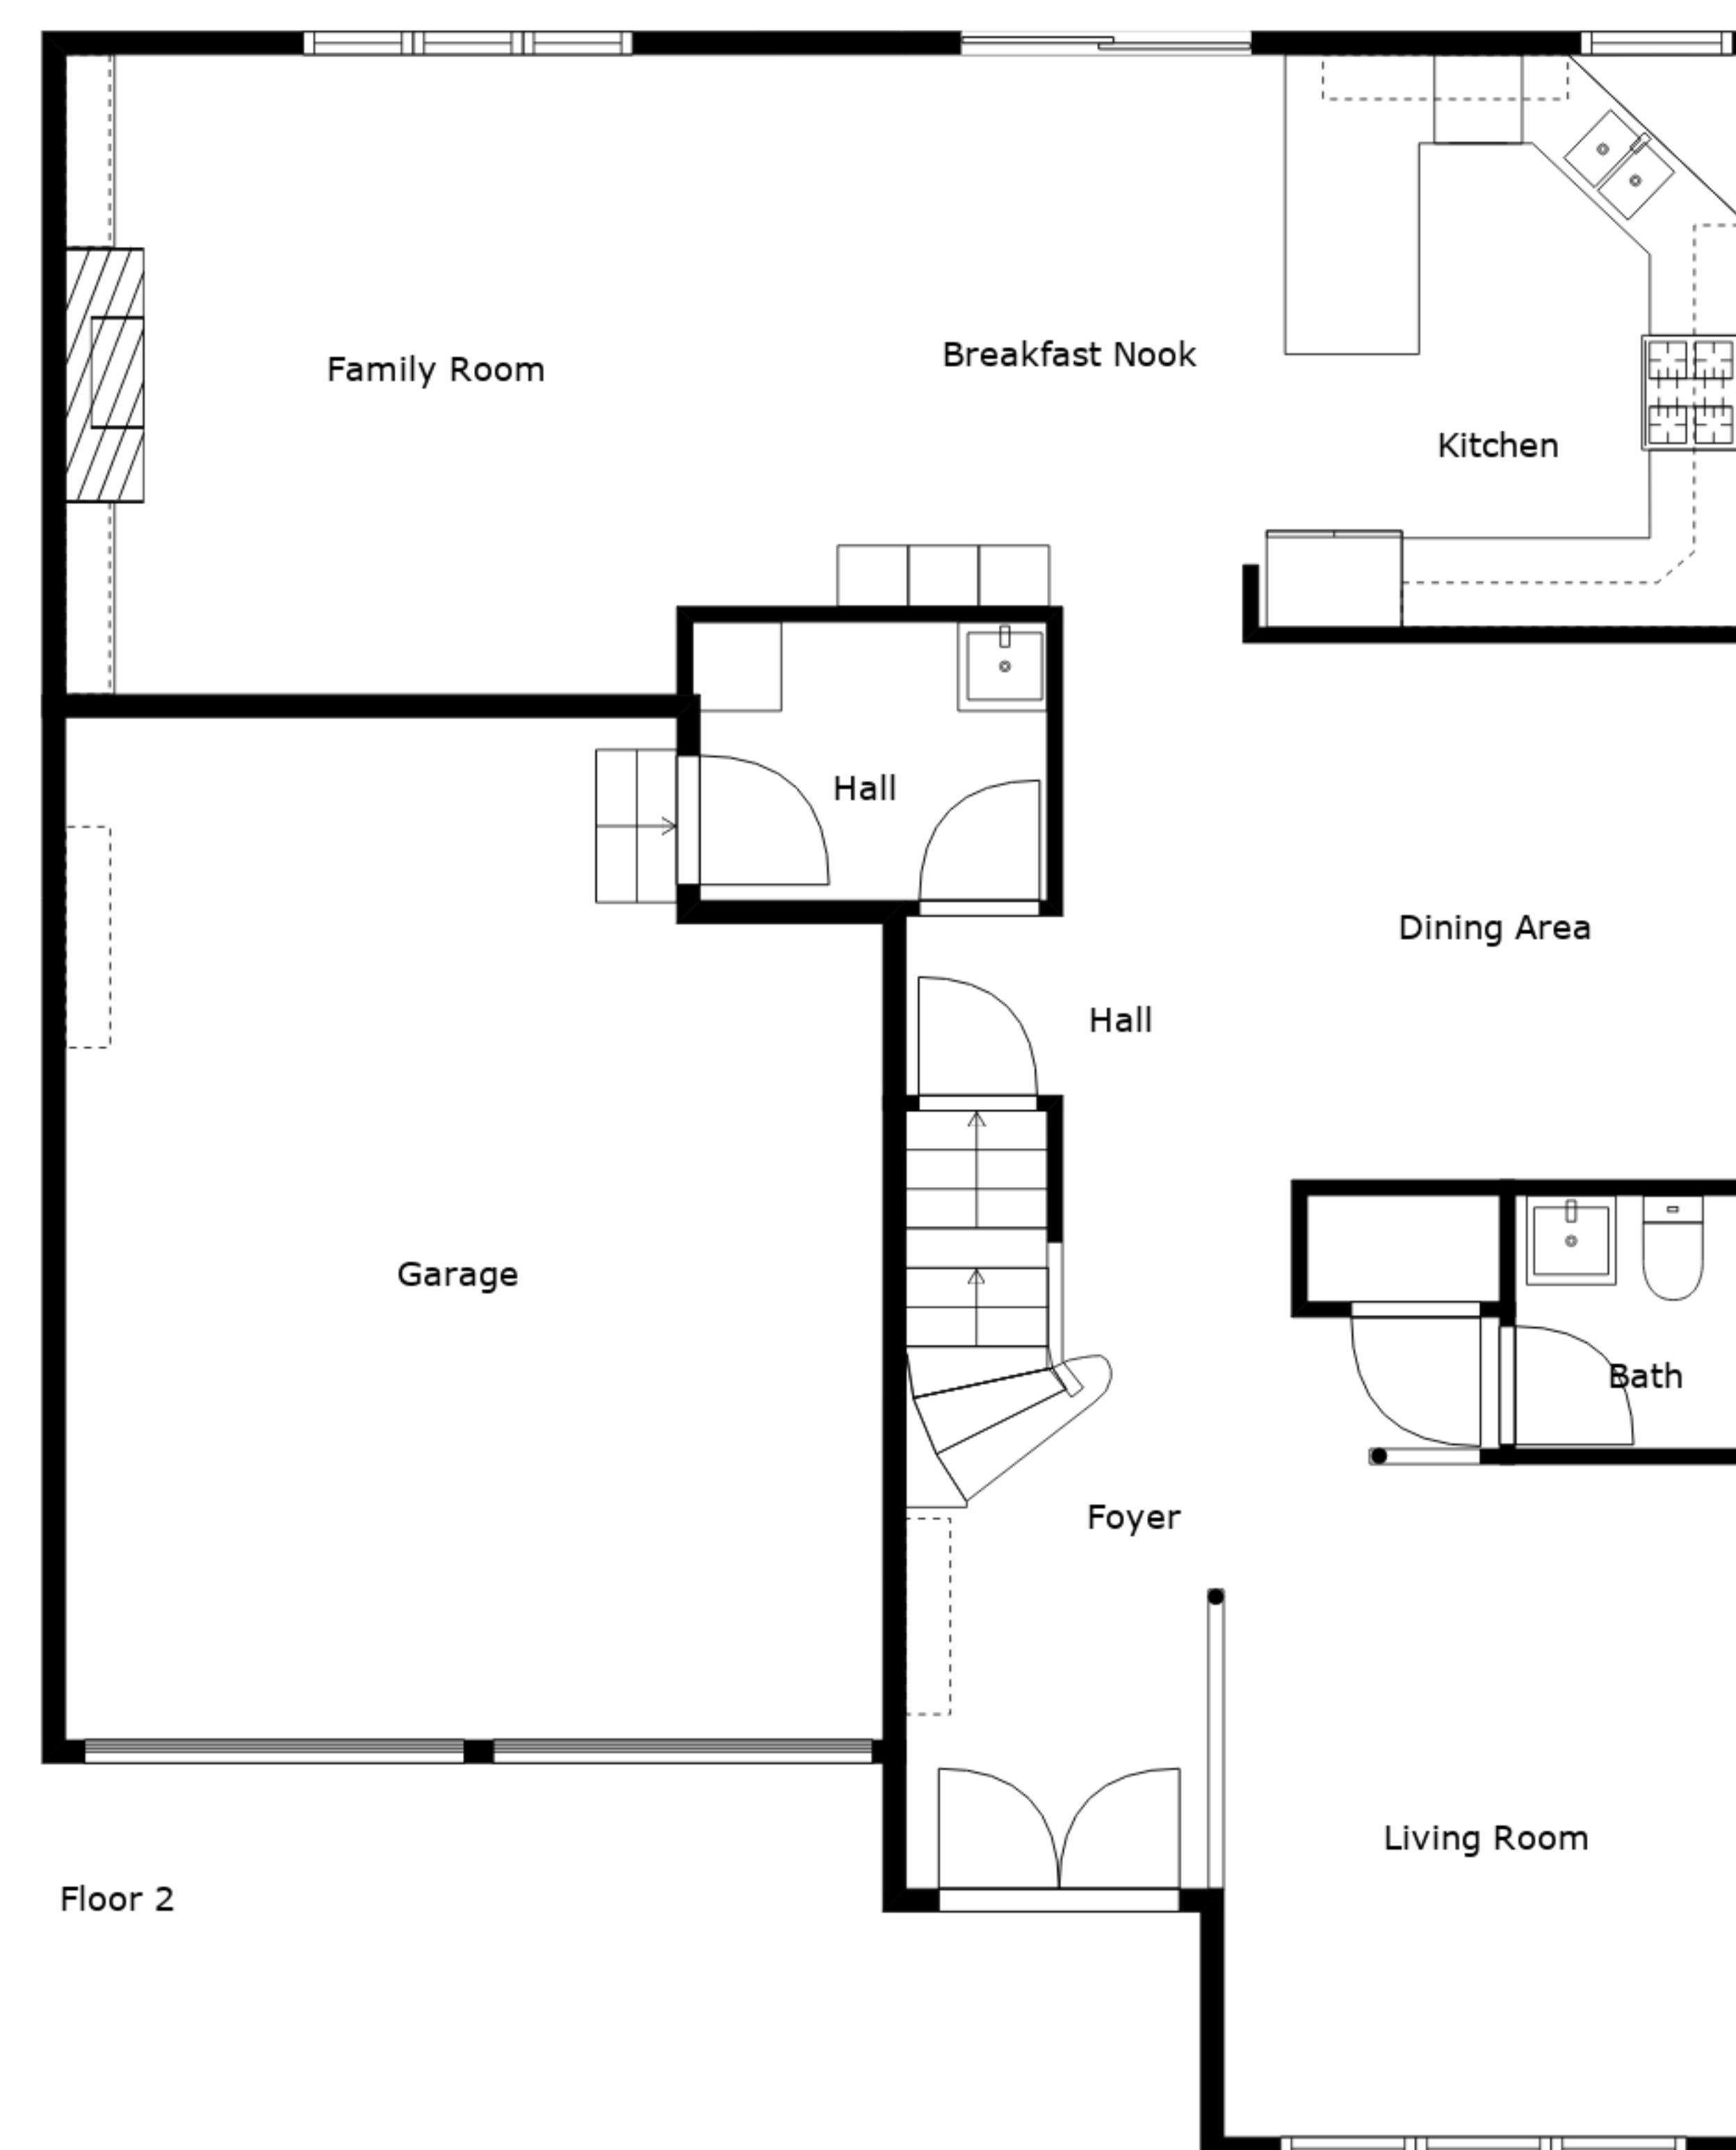 Family Room
Breakfast Nook
Kitchen
Hall
Dining Area
Hall
Garage
Bath
Foyer
Living Room
Floor 2